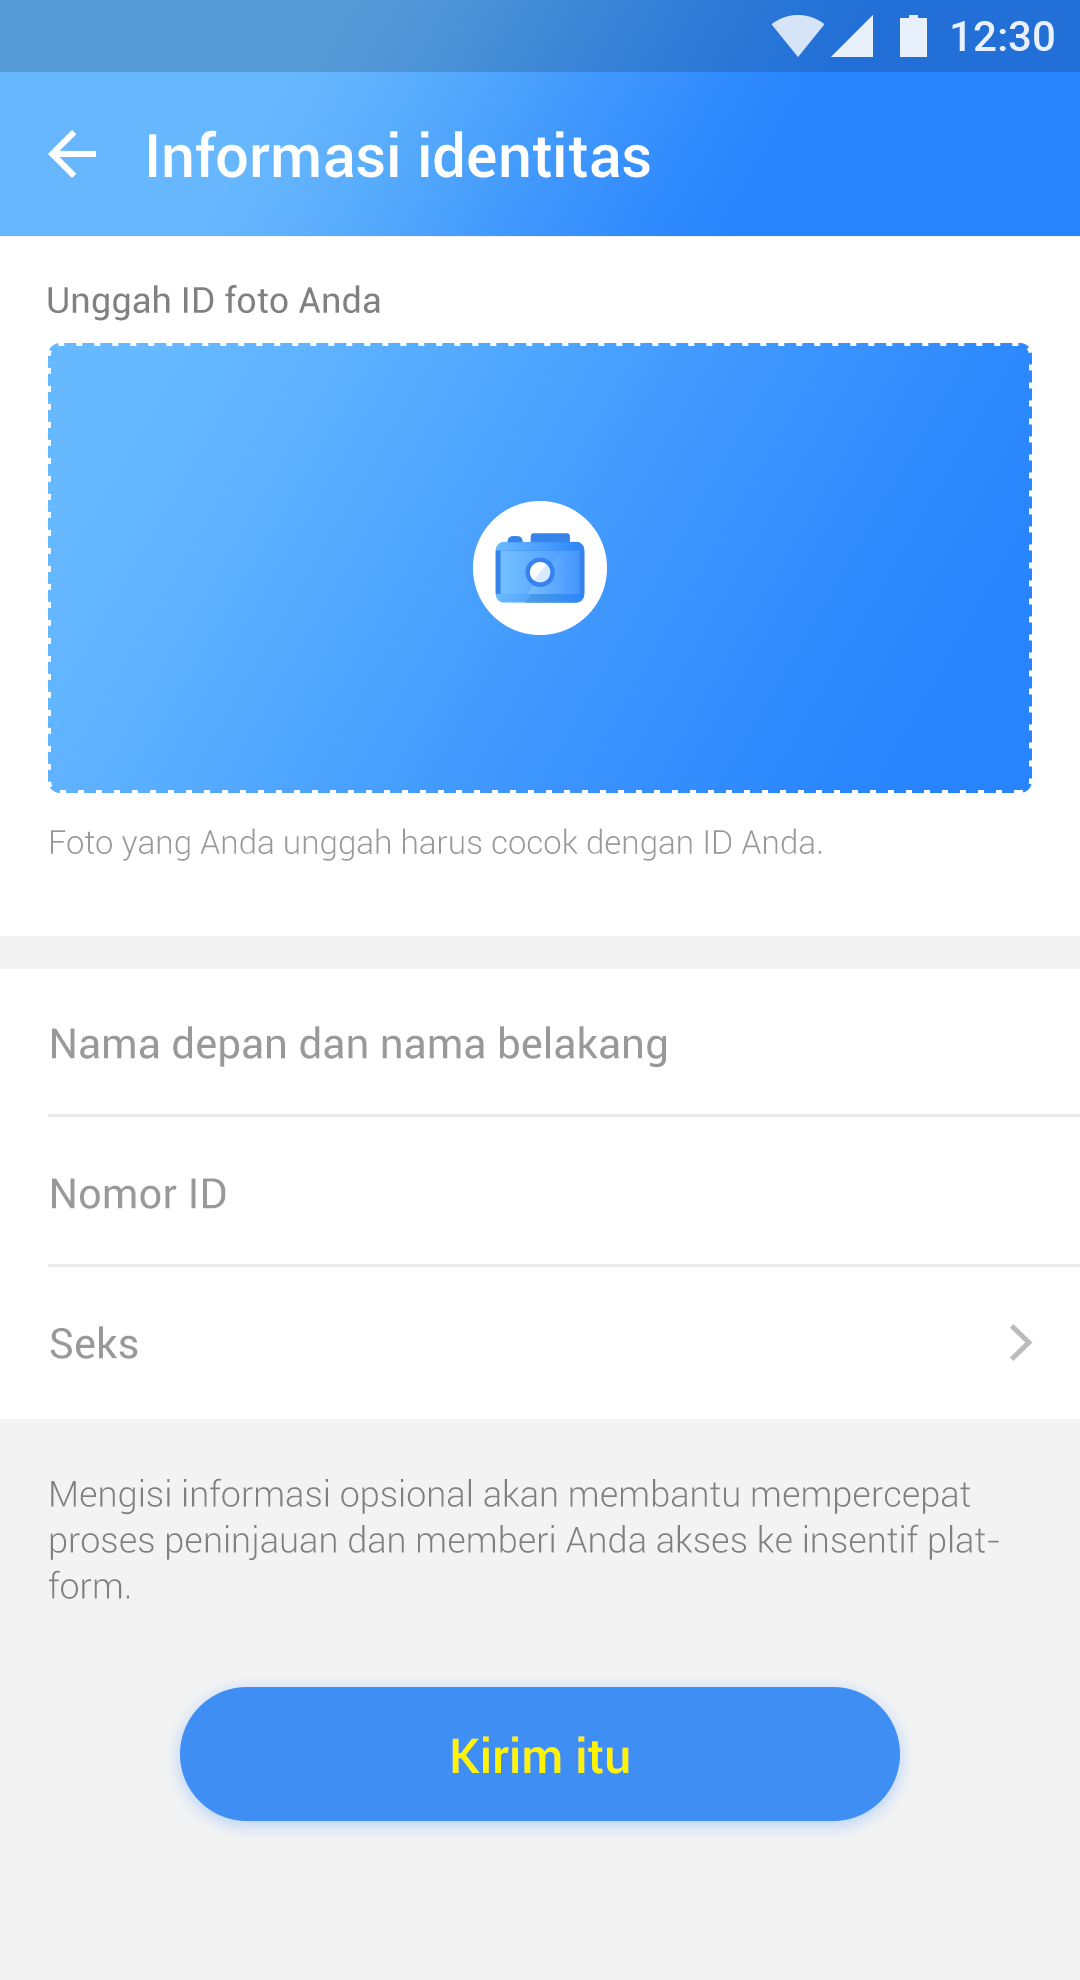 12:30
Informasi identitas
Unggah ID foto Anda
Foto yang Anda unggah harus cocok dengan ID Anda.
Nama depan dan nama belakang
Nomor ID
Seks
Mengisi informasi opsional akan membantu mempercepat
proses peninjauan dan memberi Anda akses ke insentif plat-
form.
Kirim itu